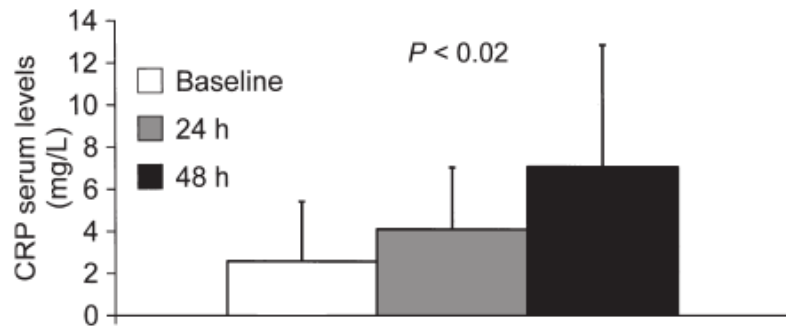 CRP serum levels
(mg/L)
14
12
10
8
6
4
2
0
P < 0.02
Baseline
24 h
48 h